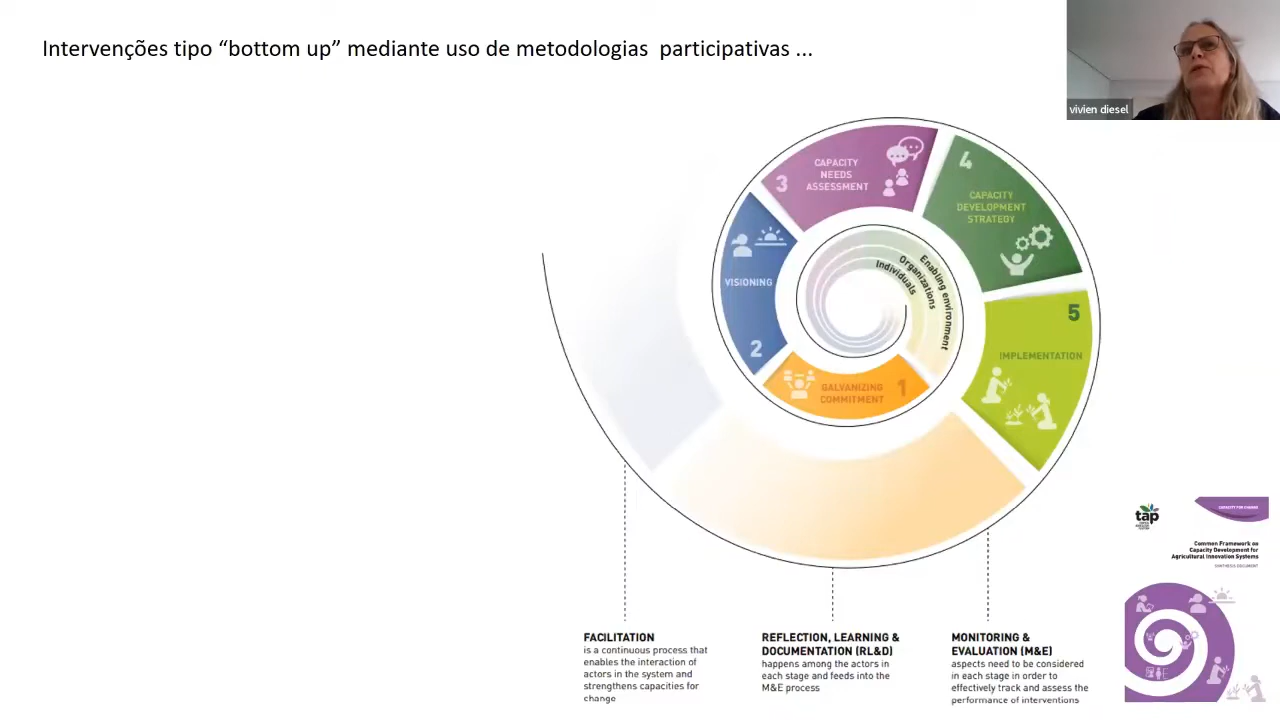 Intervenções tipo “bottom up” mediante uso de metodologias participativas ...
vivien diesel
3
CAPACITY
NEEDS
ASSESSMENT
4
CAPACITY
DEVELOPMENT
STRATEGY
VISIONING
2
Individuals
Organizations
Enabling environment
5
IMPLEMENTATION
GALVANIZING
COMMITMENT
1
FACILITATION
is a continuous process that
enables the interaction of
actors in the system and
strengthens capacities for
change
REFLECTION, LEARNING &
DOCUMENTATION (RL&D)
happens among the actors in
each stage and feeds into the
M&E process
MONITORING &
EVALUATION (M&E)
aspects need to be considered
in each stage in order to
effectively track and assess the
performance of interventions
tap
CAPACITY FOR CHANGE
Common Framework on
Capacity Development for
Agricultural Innovation Systems
SYNTHESIS DOCUMENT